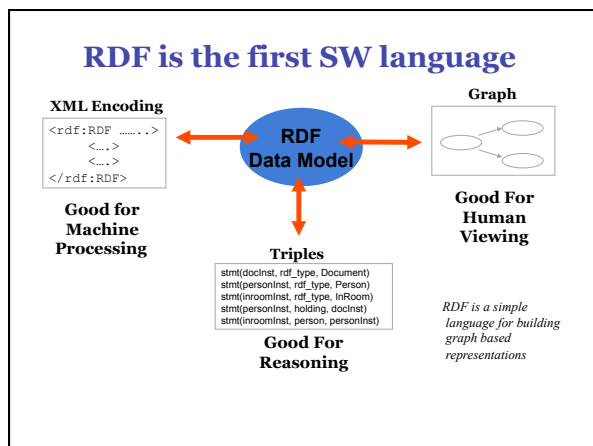 RDF is the first SW language
XML Encoding
<rdf:RDF ……..>
<….>
<….>
</rdf:RDF>
Good for
Machine
Processing
RDF
Data Model
Graph
Good For
Human
Viewing
Triples
stmt(docInst, rdf_type, Document)
stmt(personInst, rdf_type, Person)
stmt(inroomInst, rdf_type, InRoom)
stmt(personInst, holding, docInst)
stmt(inroomInst, person, personInst)
Good For
Reasoning
RDF is a simple
language for building
graph based
representations